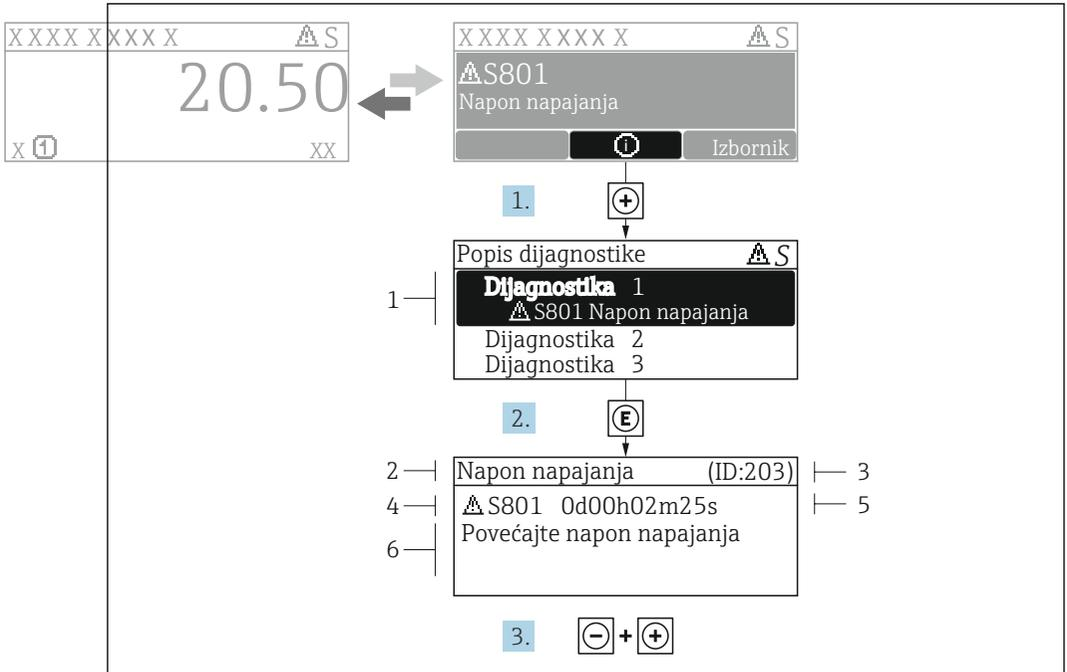 XXXX XXXX X ⚠S
20.50
X ① XX
XXXX XXXX X ⚠S
⚠S801
Napon napajanja
ⓘ Izbornik
1. +
Popis dijagnostike ⚠S
1
Dijagnostika 1
⚠ S801 Napon napajanja
Dijagnostika 2
Dijagnostika 3
2. E
2 Napon napajanja (ID:203) 3
4 ⚠S801 0d00h02m25s 5
6 Povećajte napon napajanja
3. - + +